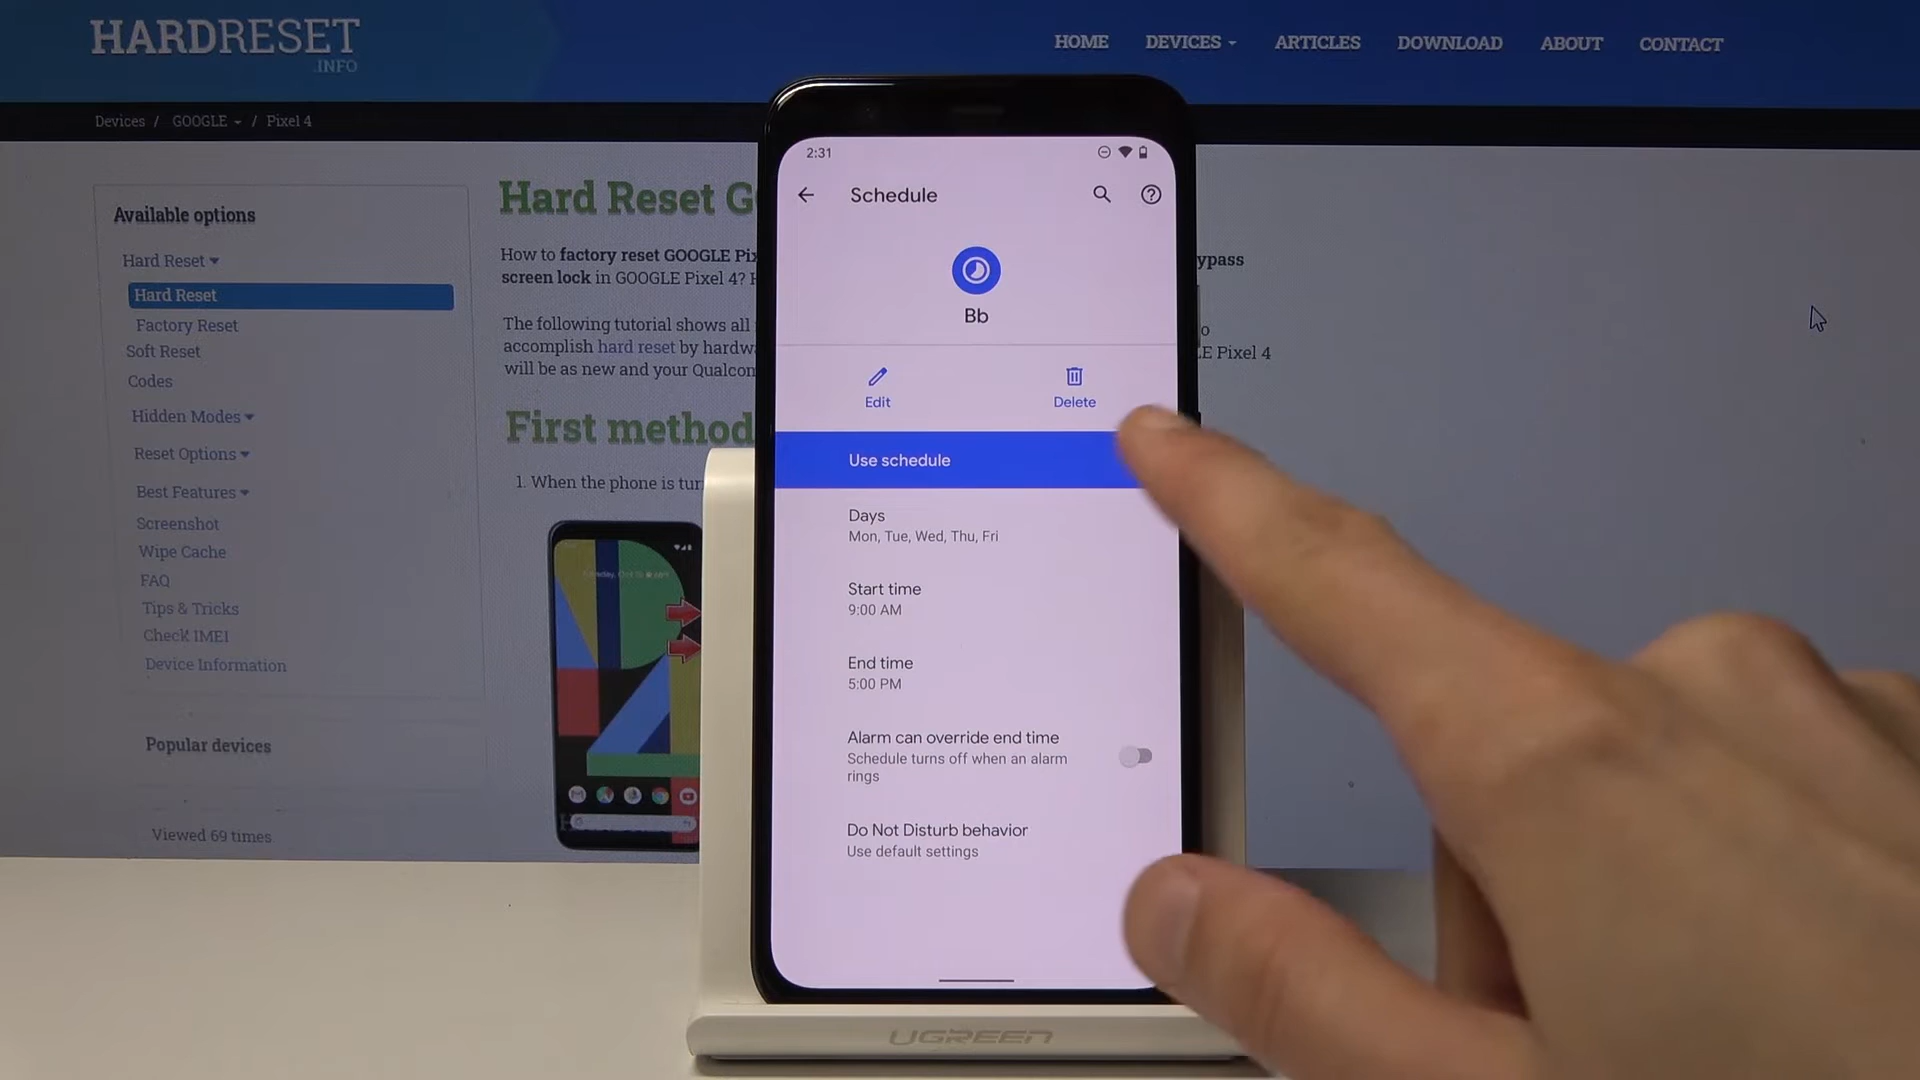 HARDRESET
.INFO
HOME DEVICES ARTICLES DOWNLOAD ABOUT CONTACT
Devices / GOOGLE / Pixel 4
Available options
Hard Reset
Hard Reset
Factory Reset
Soft Reset
Codes
Hidden Modes
Reset Options
Best Features
Screenshot
Wipe Cache
FAQ
Tips & Tricks
Check IMEI
Device Information
Popular devices
Viewed 69 times
Hard Reset G
How to factory reset GOOGLE Pix
ypass
screen lock in GOOGLE Pixel 4? H
The following tutorial shows all
o
accomplish hard reset by hardwa
E Pixel 4
will be as new and your Qualcon
First method
1. When the phone is tur
2:31
Schedule
Bb
Edit
Delete
Use schedule
Days
Mon, Tue, Wed, Thu, Fri
Start time
9:00 AM
End time
5:00 PM
Alarm can override end time
Schedule turns off when an alarm
rings
Do Not Disturb behavior
Use default settings
UGREEN